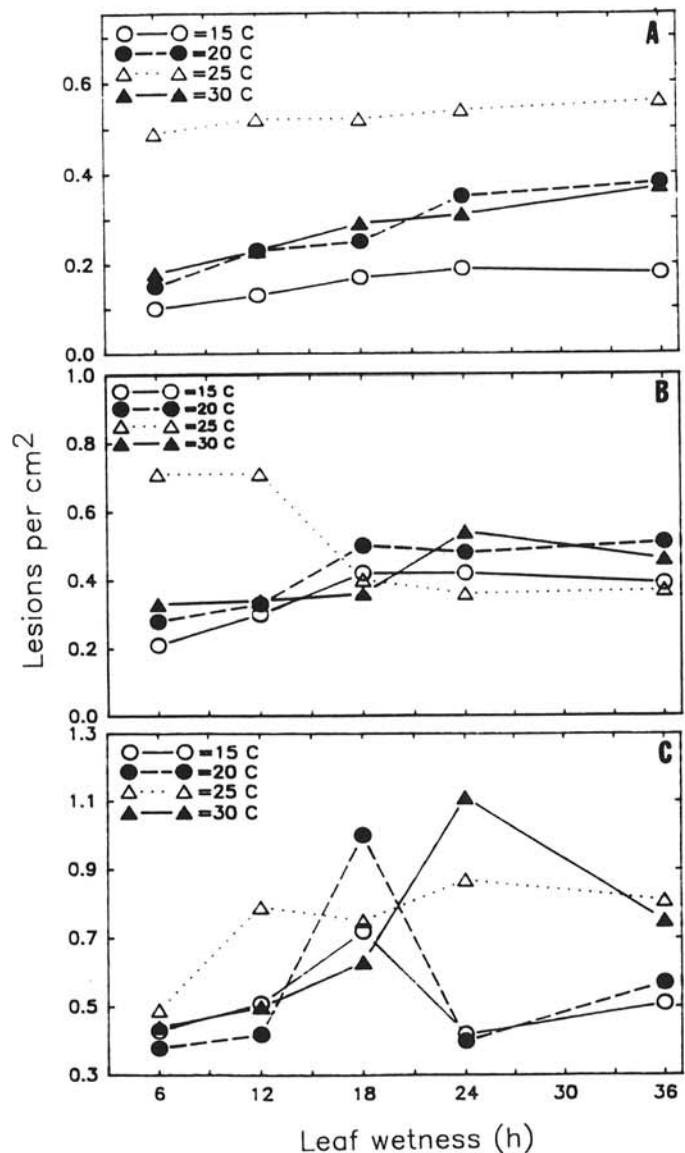 A
=15 C
=20 C
=25 C
=30 C
0.6
0.4
0.2
0.0
B
1.0
=15 C
=20 C
=25 C
=30 C
0.8
0.6
0.4
0.2
0.0
Lesions per cm2
C
1.3
=15 C
=20 C
=25 C
=30 C
1.1
0.9
0.7
0.5
0.3
6 12 18 24 30 36
Leaf wetness (h)